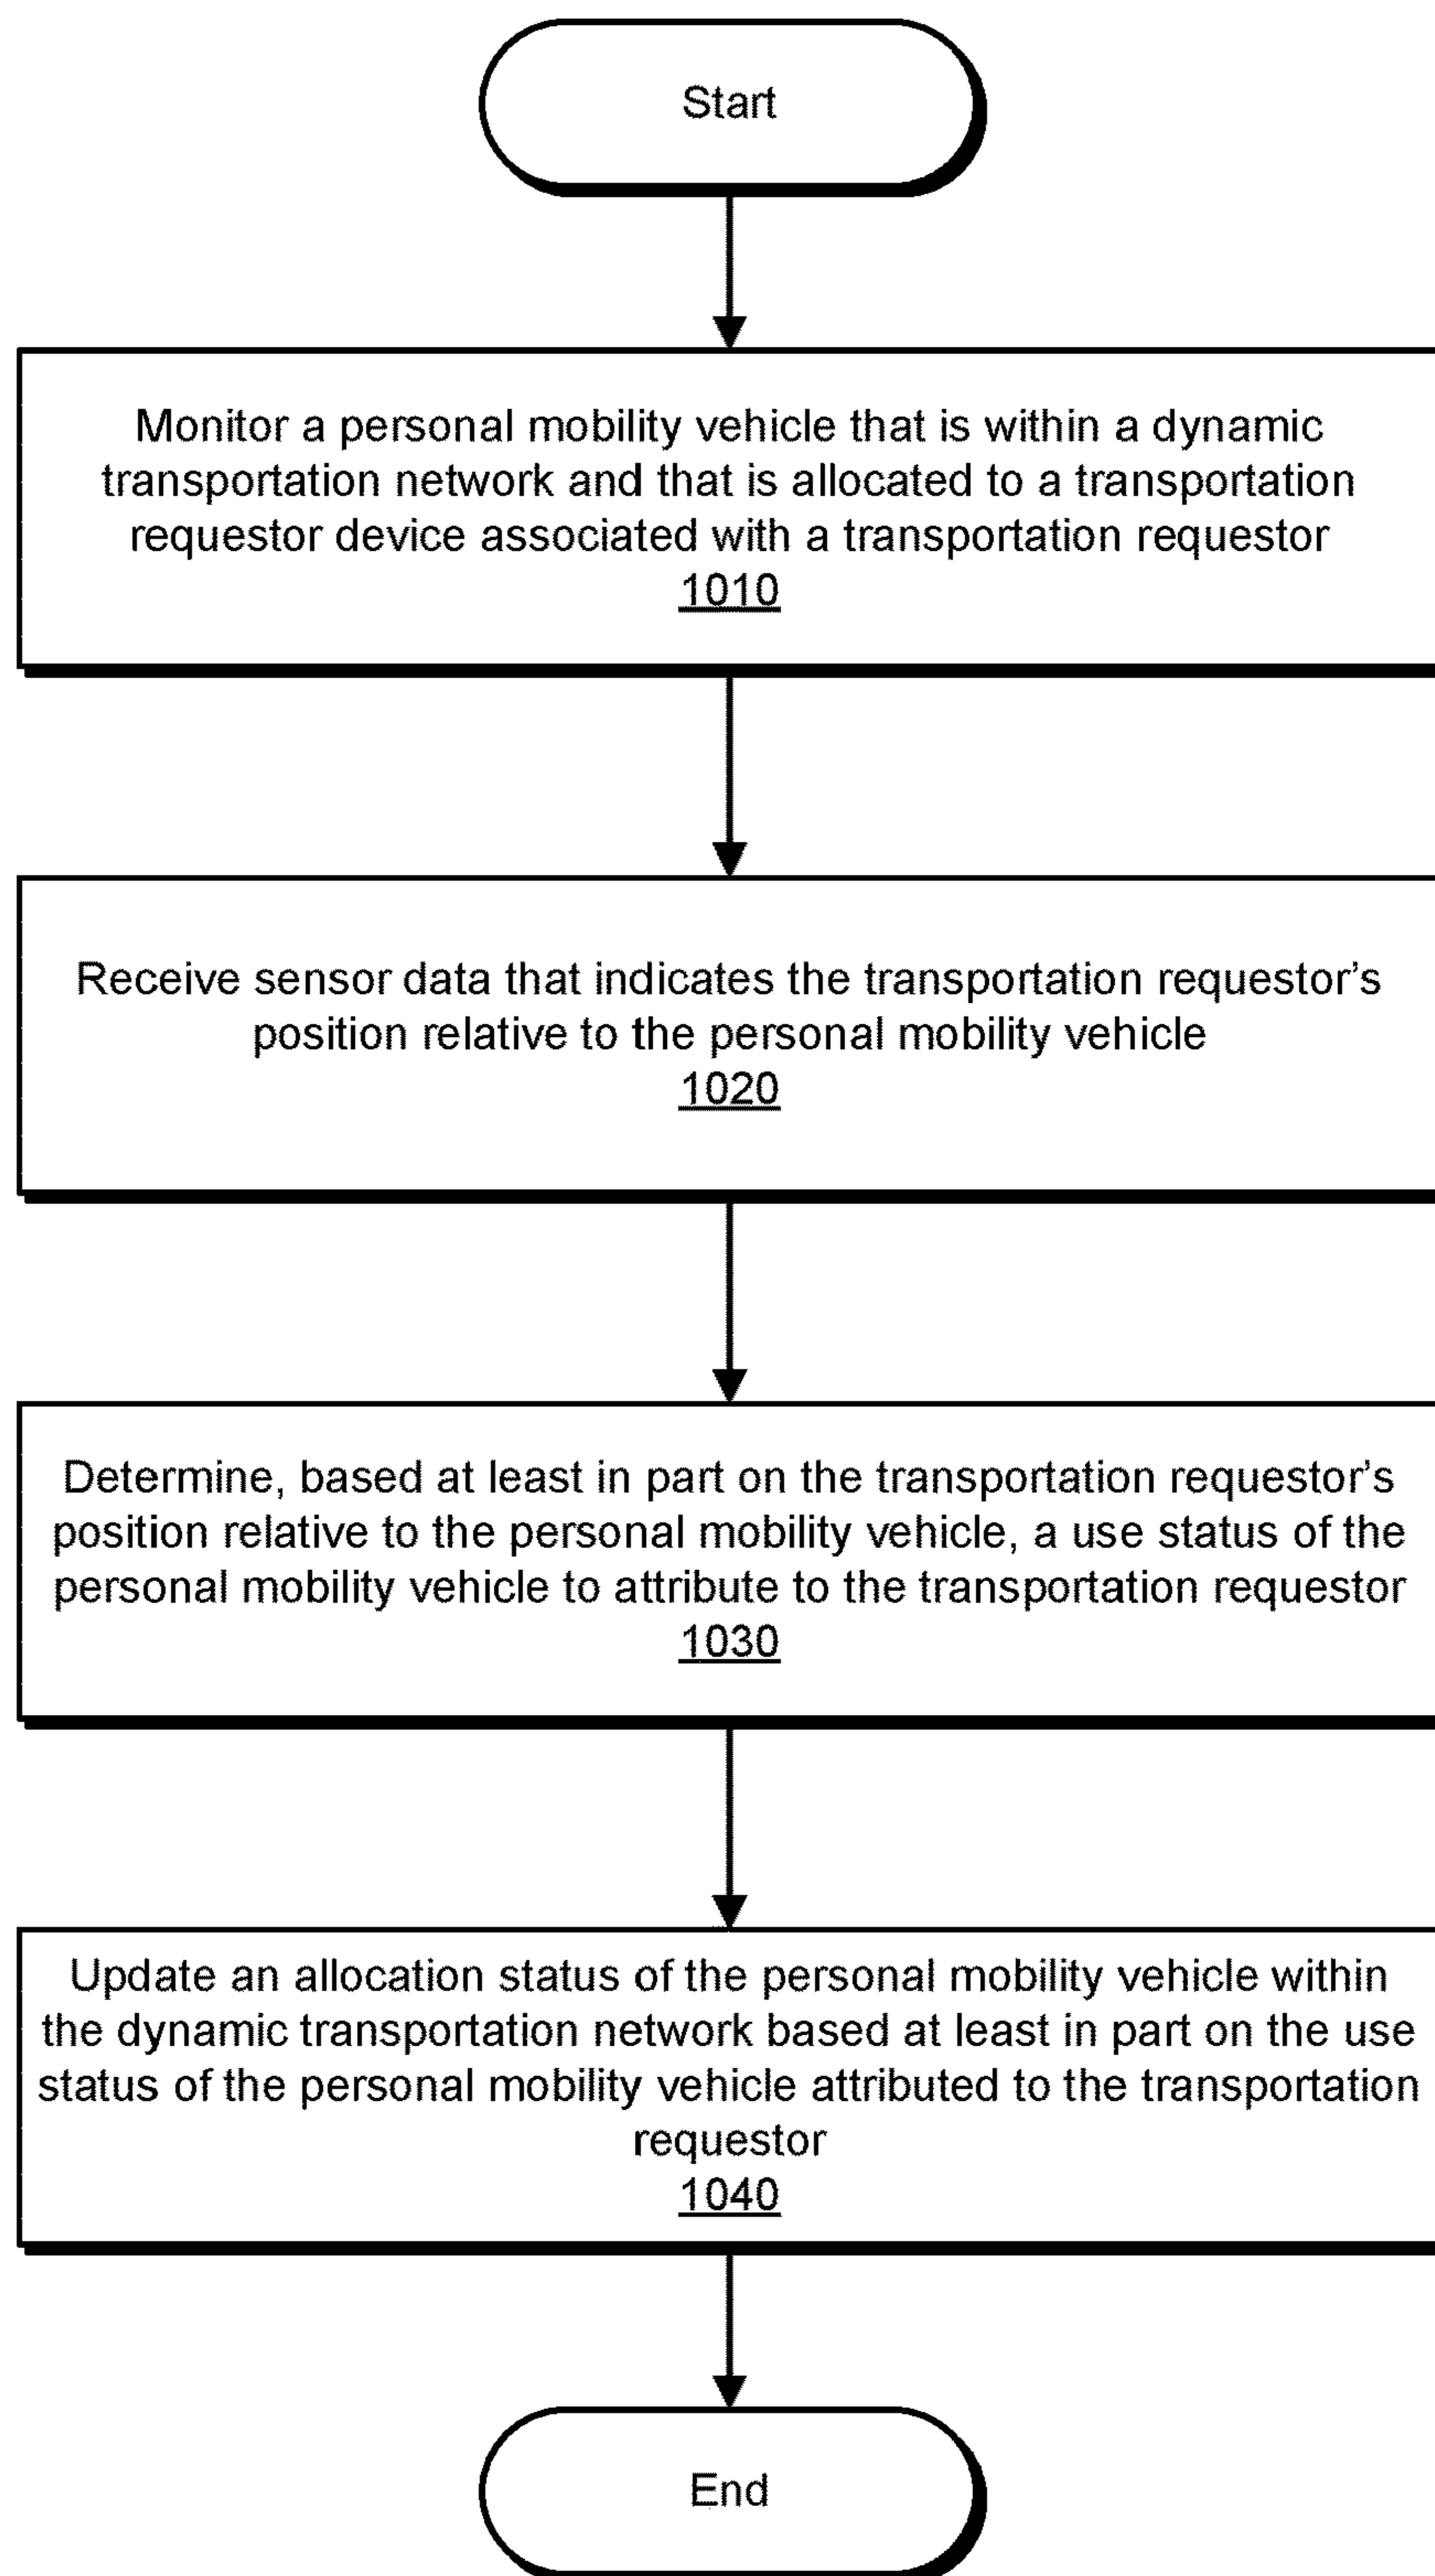 Start
Monitor a personal mobility vehicle that is within a dynamic
transportation network and that is allocated to a transportation
requestor device associated with a transportation requestor
1010
Receive sensor data that indicates the transportation requestor’s
position relative to the personal mobility vehicle
1020
Determine, based at least in part on the transportation requestor’s
position relative to the personal mobility vehicle, a use status of the
personal mobility vehicle to attribute to the transportation requestor
1030
Update an allocation status of the personal mobility vehicle within
the dynamic transportation network based at least in part on the use
status of the personal mobility vehicle attributed to the transportation
requestor
1040
End